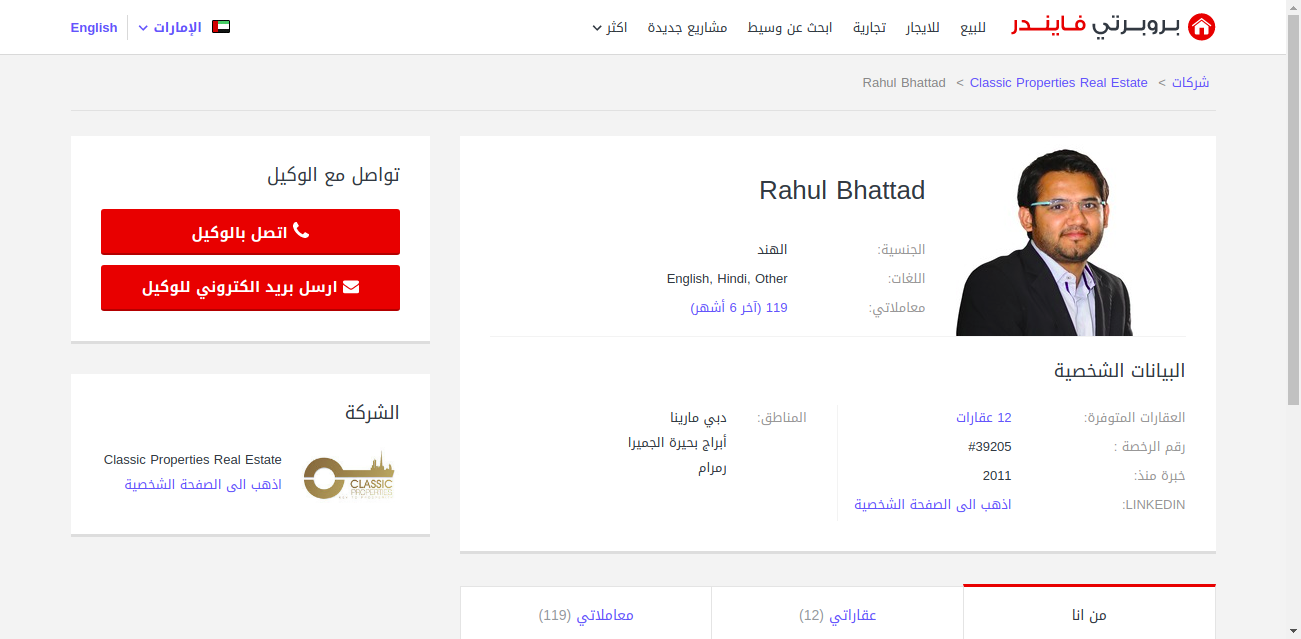 بروبرتي فايندر
للبيع
للايجار
تجارية
ابحث عن وسيط
مشاريع جديدة
اكثر
الإمارات
English
شركات > Classic Properties Real Estate > Rahul Bhattad
Rahul Bhattad
الجنسية: الهند
اللغات: English, Hindi, Other
معاملاتي: 119 (آخر 6 أشهر)
البيانات الشخصية
العقارات المتوفرة: 12 عقارات
رقم الرخصة : 39205#
خبرة منذ: 2011
LINKEDIN: اذهب الى الصفحة الشخصية
المناطق: دبي مارينا
أبراج بحيرة الجميرا
رمرام
من انا
عقاراتي (12)
معاملاتي (119)
تواصل مع الوكيل
اتصل بالوكيل
ارسل بريد الكتروني للوكيل
الشركة
CLASSIC
PROPERTIES
Classic Properties Real Estate
اذهب الى الصفحة الشخصية